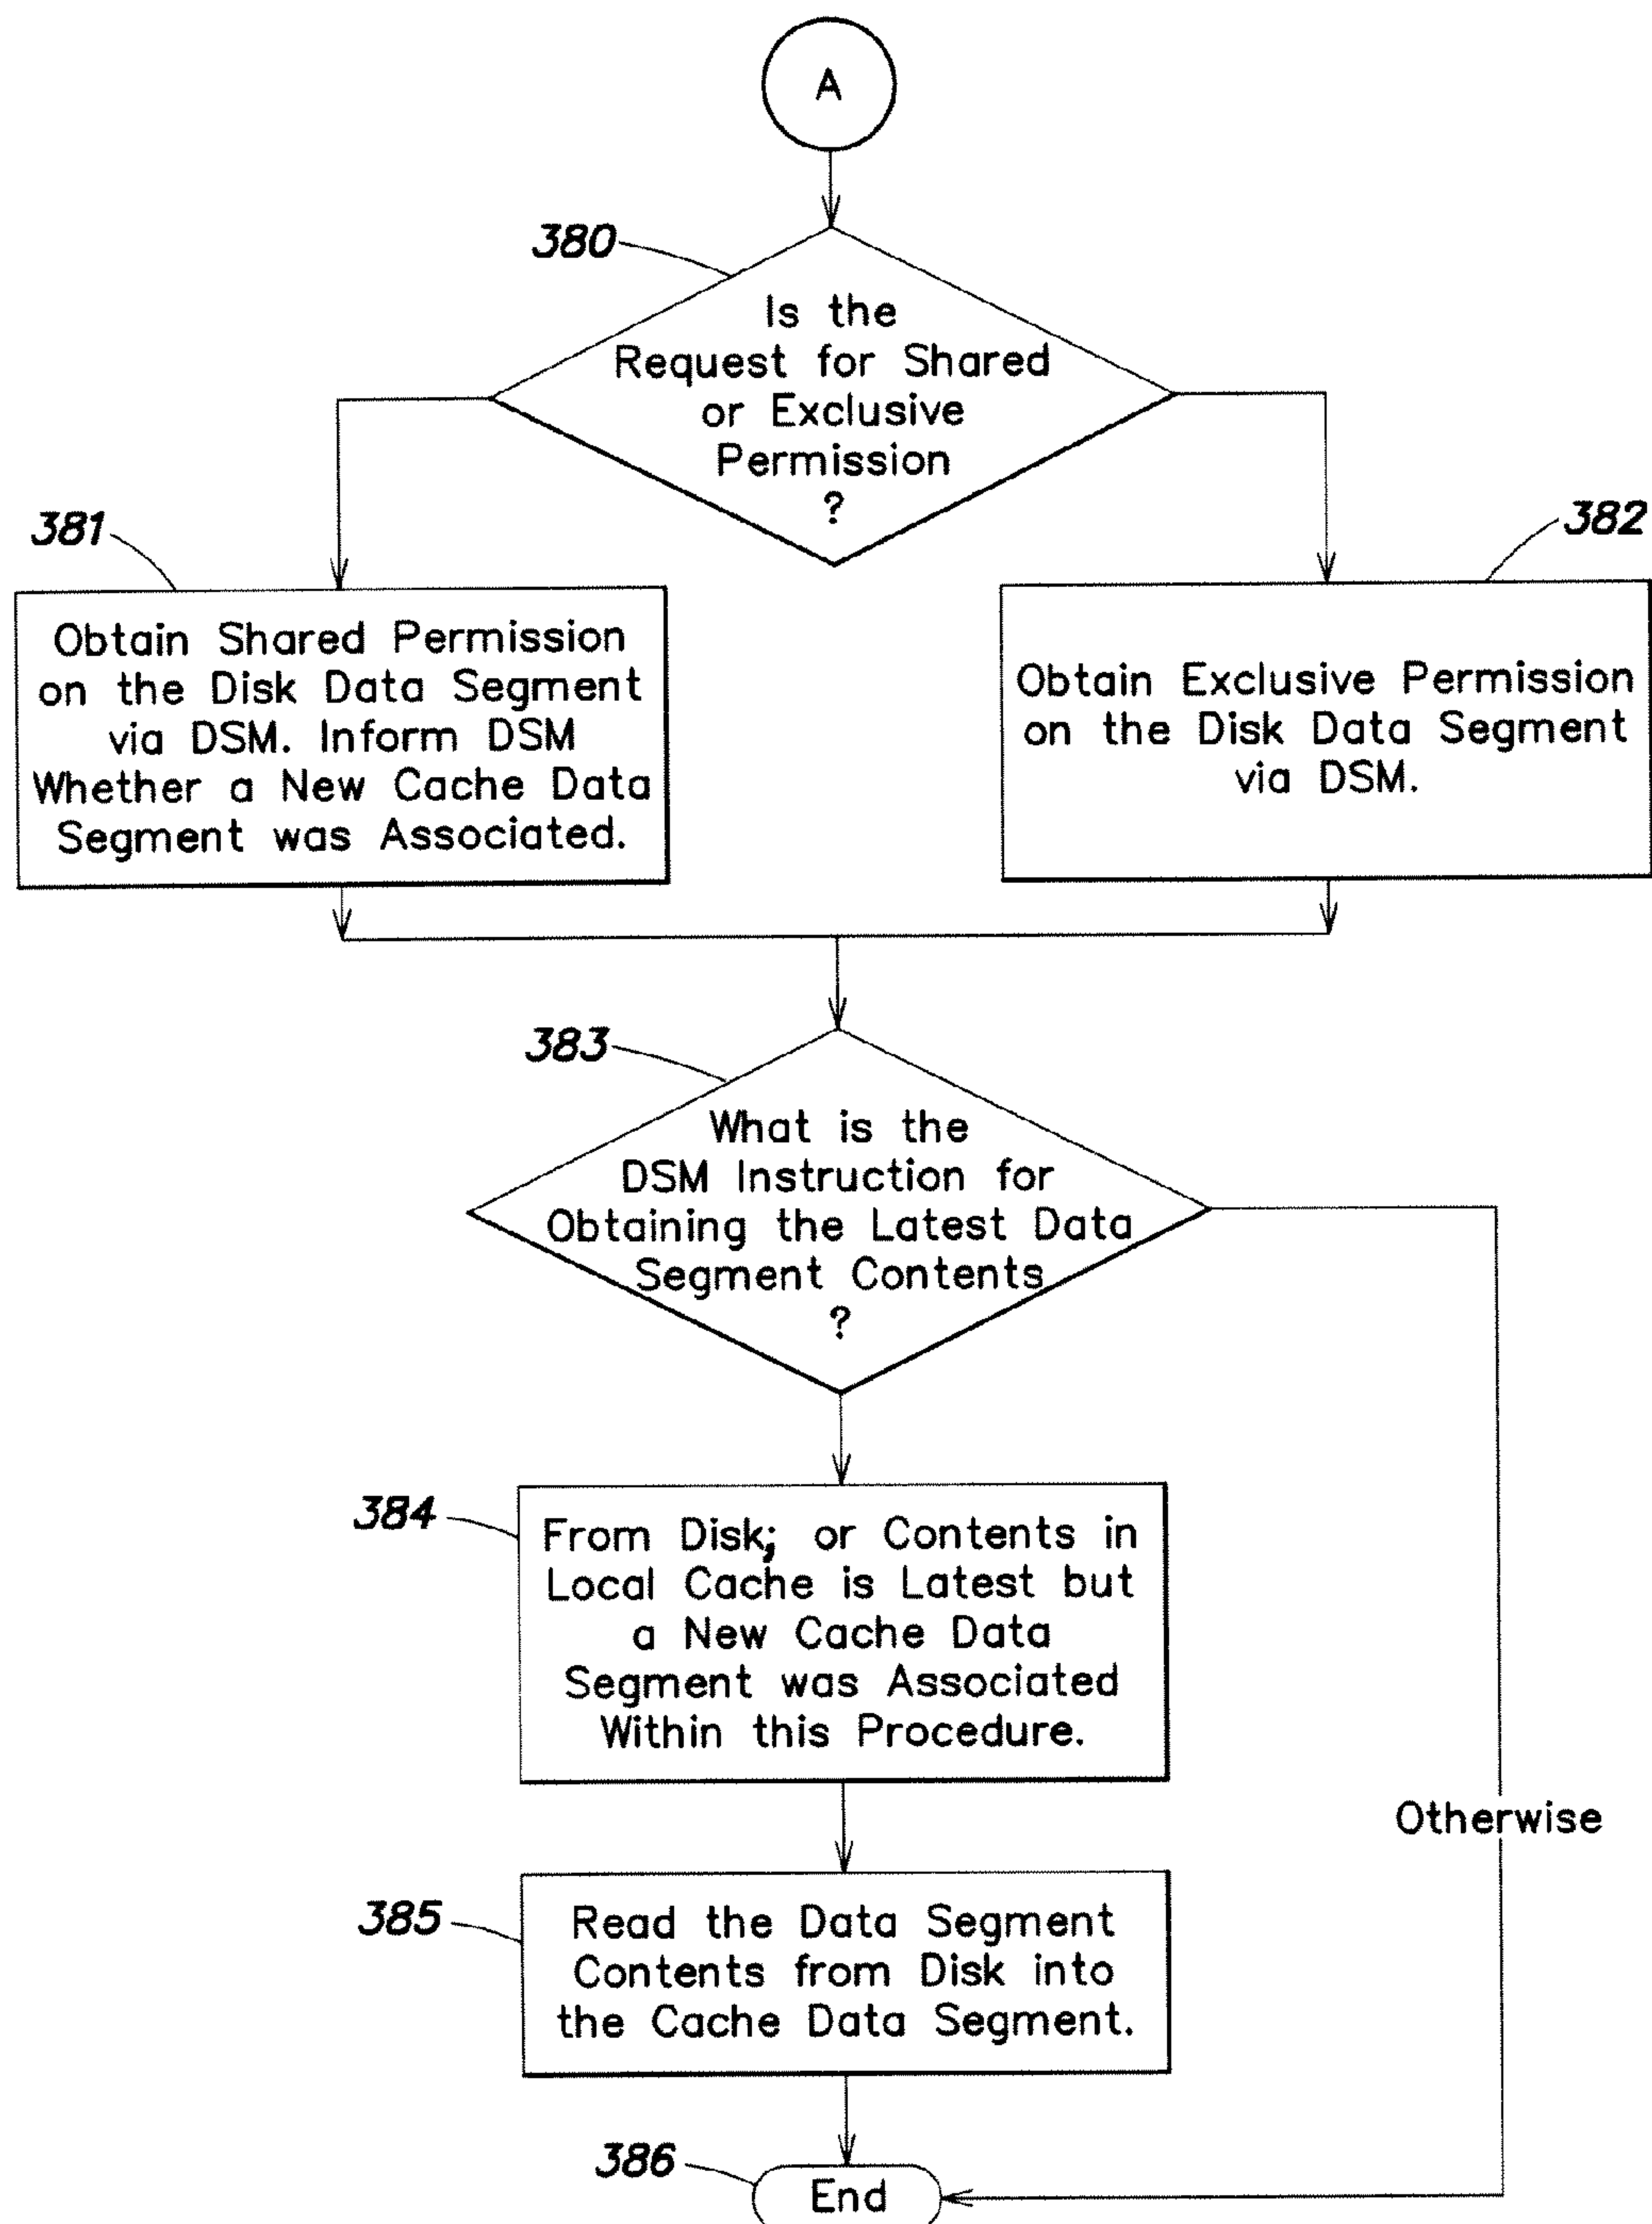 A
380
Is the
Request for Shared
or Exclusive
Permission
?
381
382
Obtain Shared Permission
on the Disk Data Segment
via DSM. Inform DSM
Whether a New Cache Data
Segment was Associated.
Obtain Exclusive Permission
on the Disk Data Segment
via DSM.
383
What is the
DSM Instruction for
Obtaining the Latest Data
Segment Contents
?
384
From Disk; or Contents in
Local Cache is Latest but
a New Cache Data
Segment was Associated
Within this Procedure.
Otherwise
385
Read the Data Segment
Contents from Disk into
the Cache Data Segment.
386
End